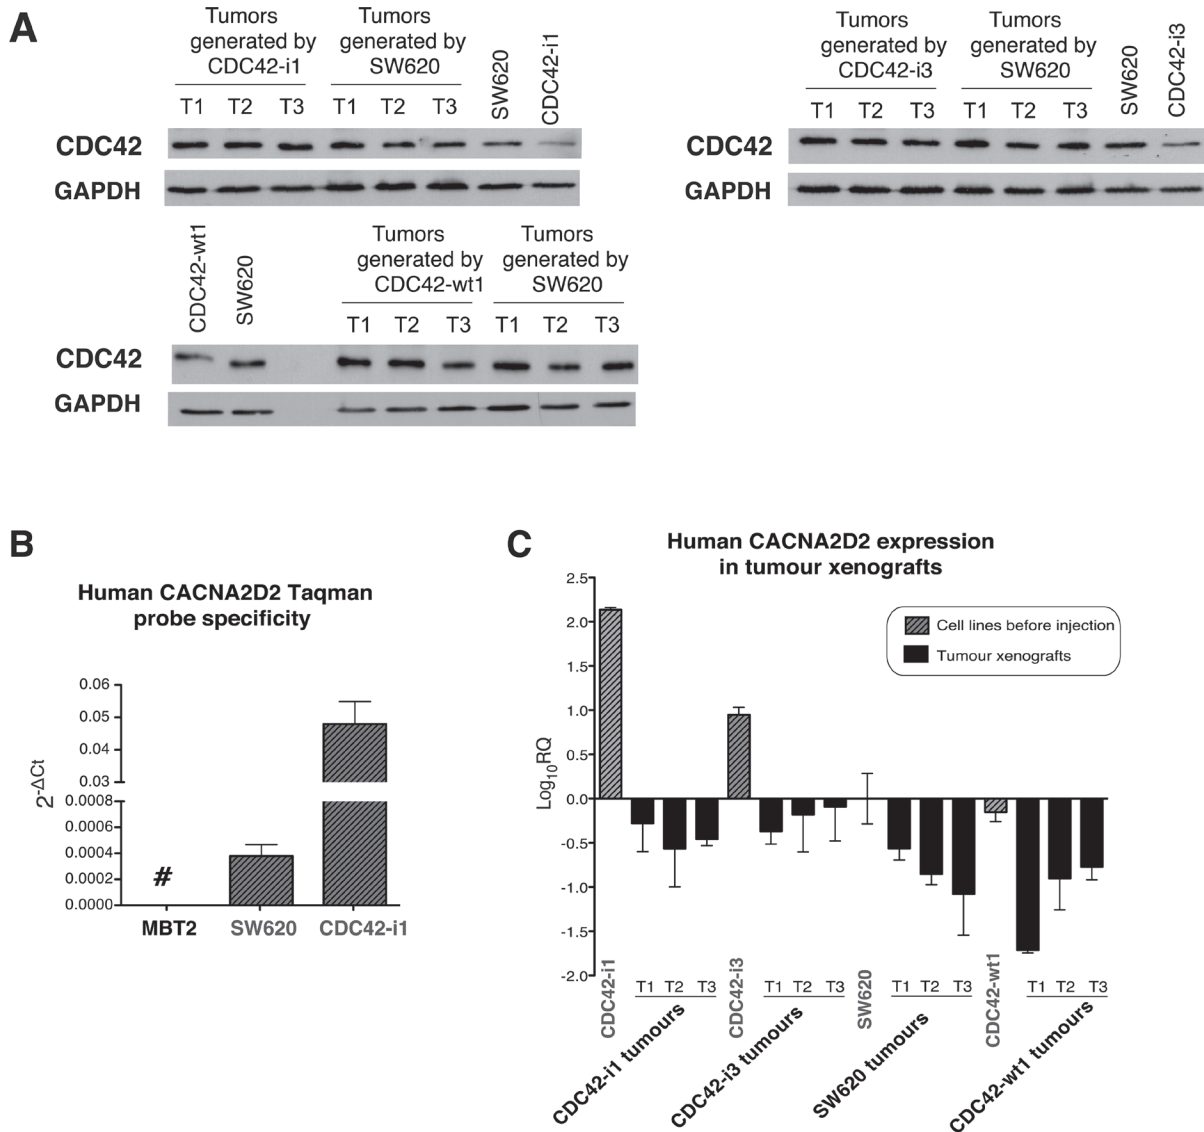 A
Tumors
generated by
CDC42-i1
Tumors
generated by
SW620
SW620
CDC42-i1
T1 T2 T3 T1 T2 T3
CDC42
GAPDH
Tumors
generated by
CDC42-i3
Tumors
generated by
SW620
SW620
CDC42-i3
T1 T2 T3 T1 T2 T3
CDC42
GAPDH
CDC42-wt1
SW620
Tumors
generated by
CDC42-wt1
Tumors
generated by
SW620
T1 T2 T3 T1 T2 T3
CDC42
GAPDH
B
Human CACNA2D2 Taqman
probe specificity
2-ΔCt
0.06
0.05
0.04
0.03
0.0008
0.0006
0.0004
0.0002
0.0000
#
MBT2 SW620 CDC42-i1
C
Human CACNA2D2 expression
in tumour xenografts
Log10RQ
2.5
2.0
1.5
1.0
0.5
0.0
-0.5
-1.0
-1.5
-2.0
Cell lines before injection
Tumour xenografts
CDC42-i1
T1 T2 T3
CDC42-i1 tumours
CDC42-i3
T1 T2 T3
CDC42-i3 tumours
SW620
T1 T2 T3
SW620 tumours
CDC42-wt1
T1 T2 T3
CDC42-wt1 tumours